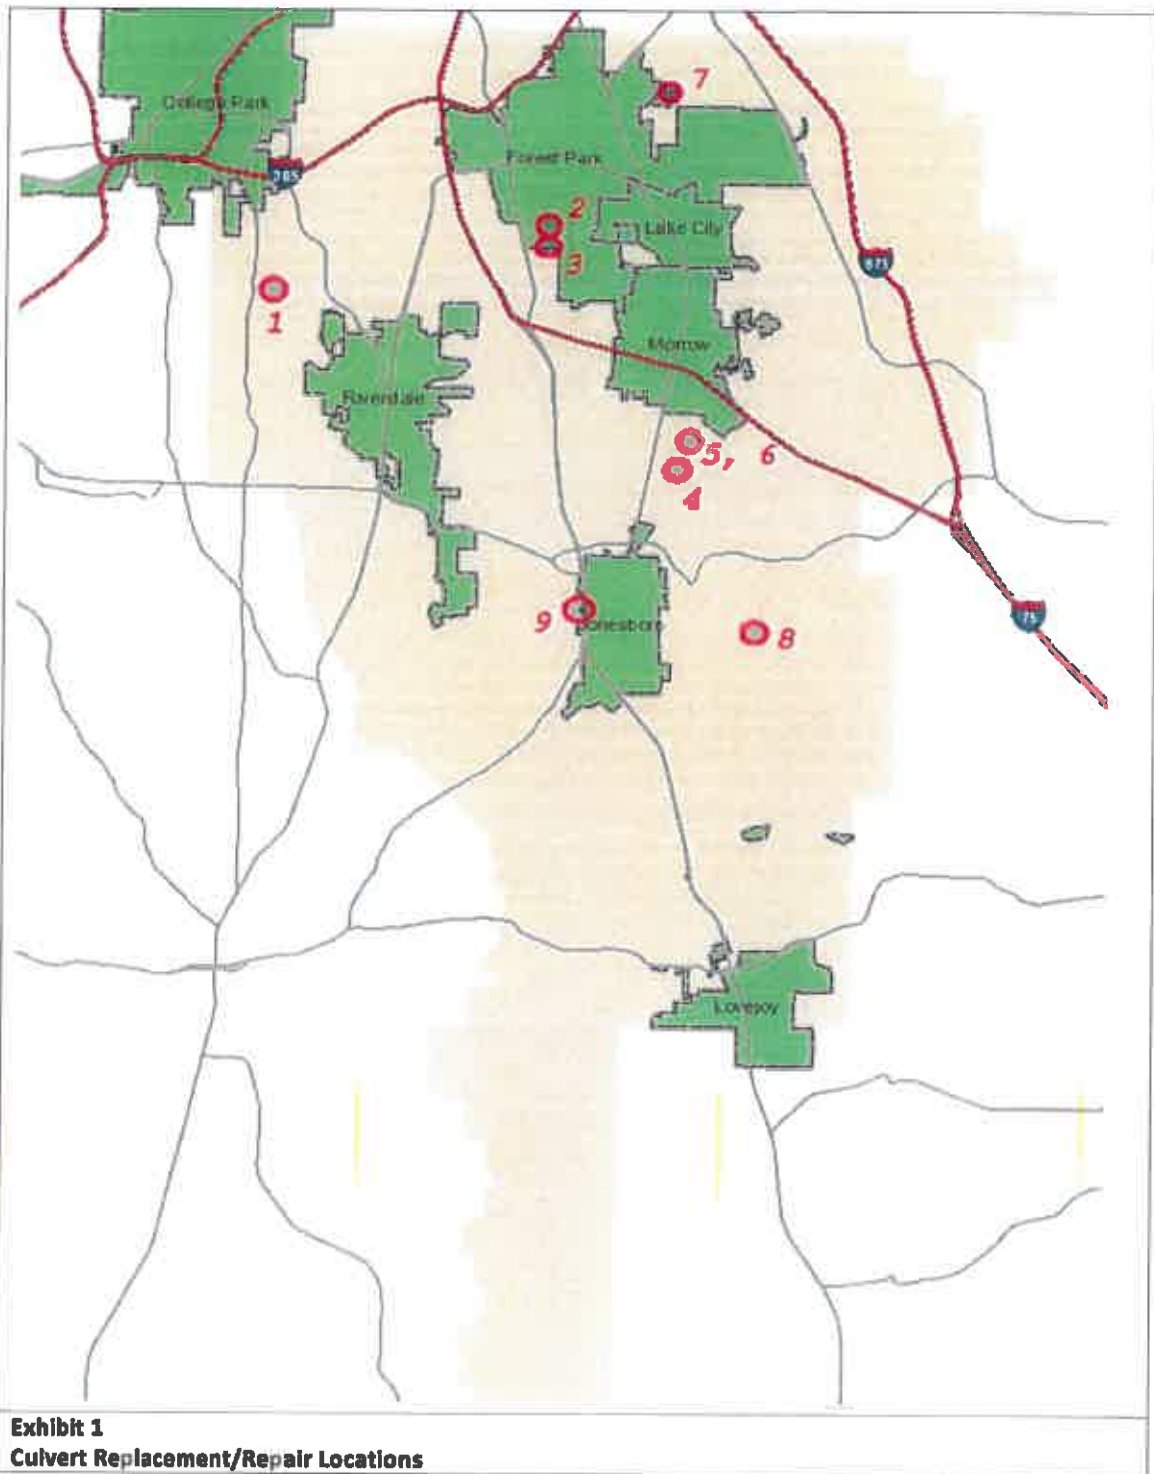 7
College Park
Forest Park
285
2
Lake City
3
675
1
Morrow
Riverdale
5, 6
4
9
Jonesboro
8
75
Lovejoy
Exhibit 1
Culvert Replacement/Repair Locations